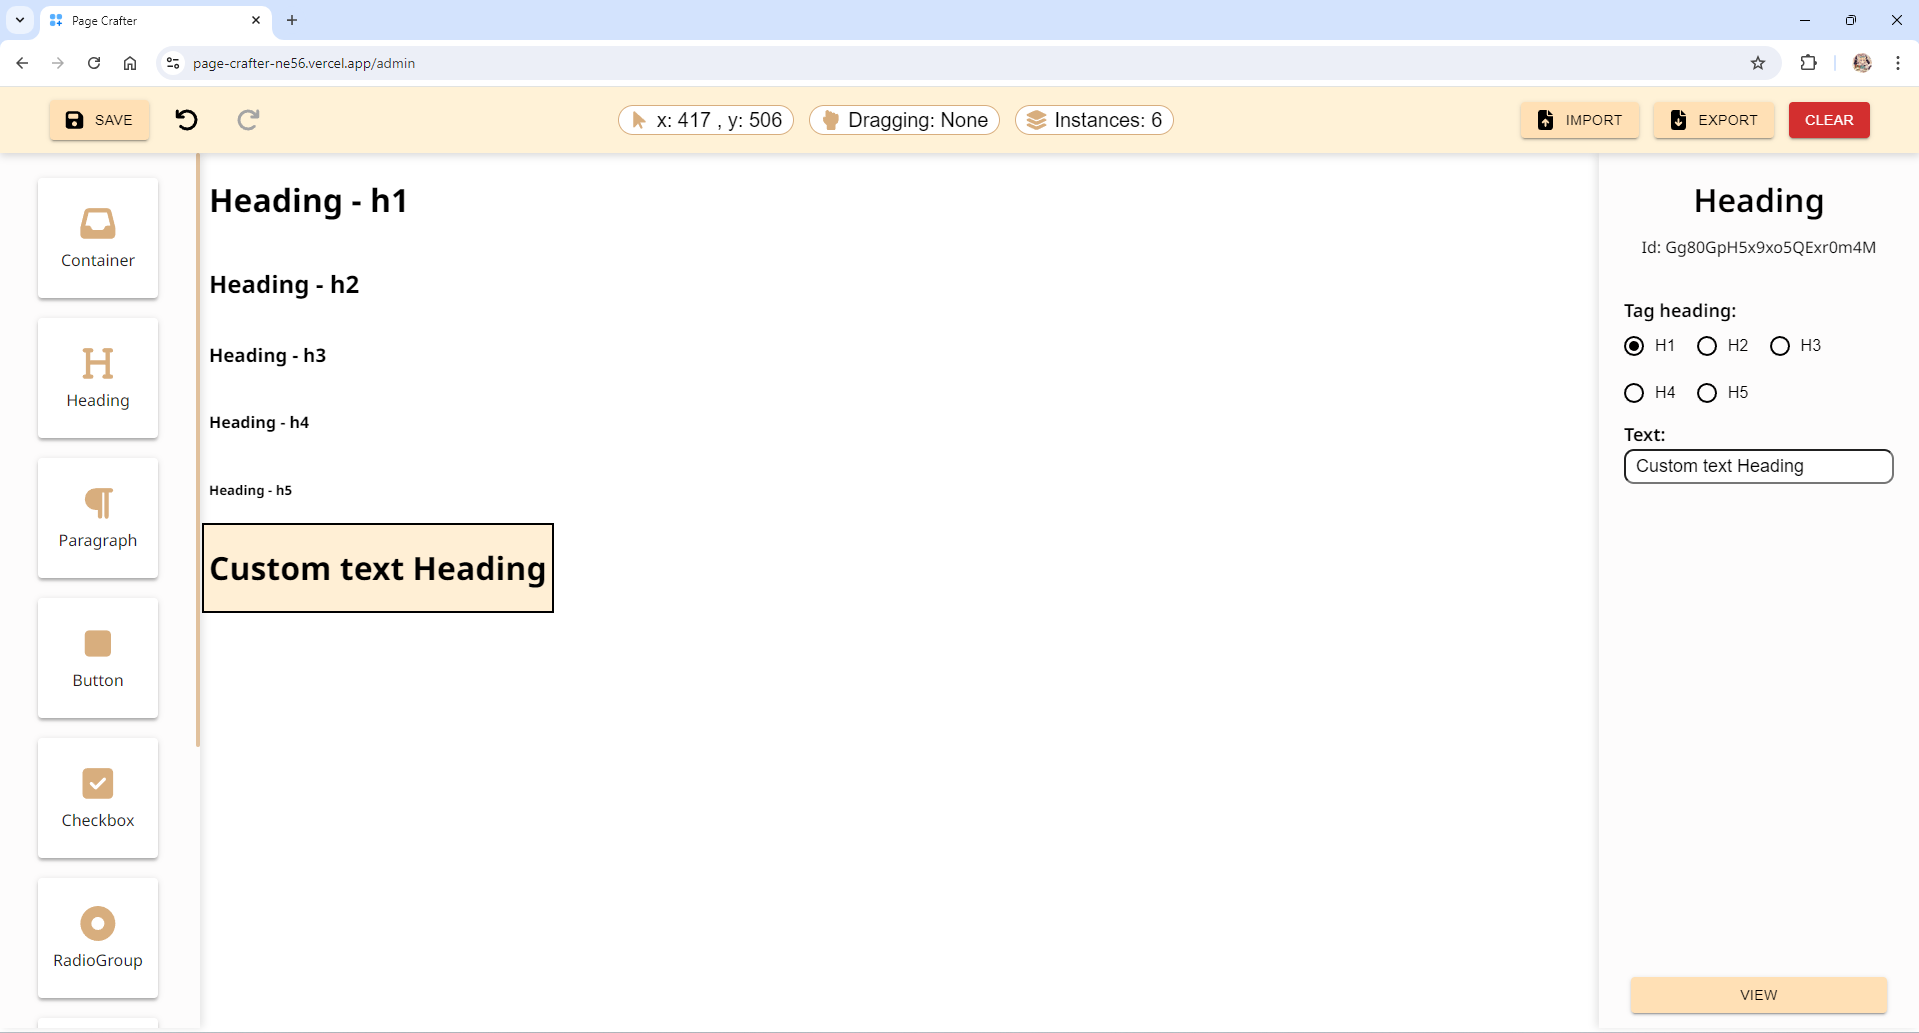 Page Crafter
page-crafter-ne56.vercel.app/admin
SAVE
x: 417 , y: 506
Dragging: None
Instances: 6
IMPORT
EXPORT
CLEAR
Container
Heading
Paragraph
Button
Checkbox
RadioGroup
Heading - h1
Heading - h2
Heading - h3
Heading - h4
Heading - h5
Custom text Heading
Heading
Id: Gg80GpH5x9xo5QExr0m4M
Tag heading:
H1 H2 H3
H4 H5
Text:
Custom text Heading
VIEW